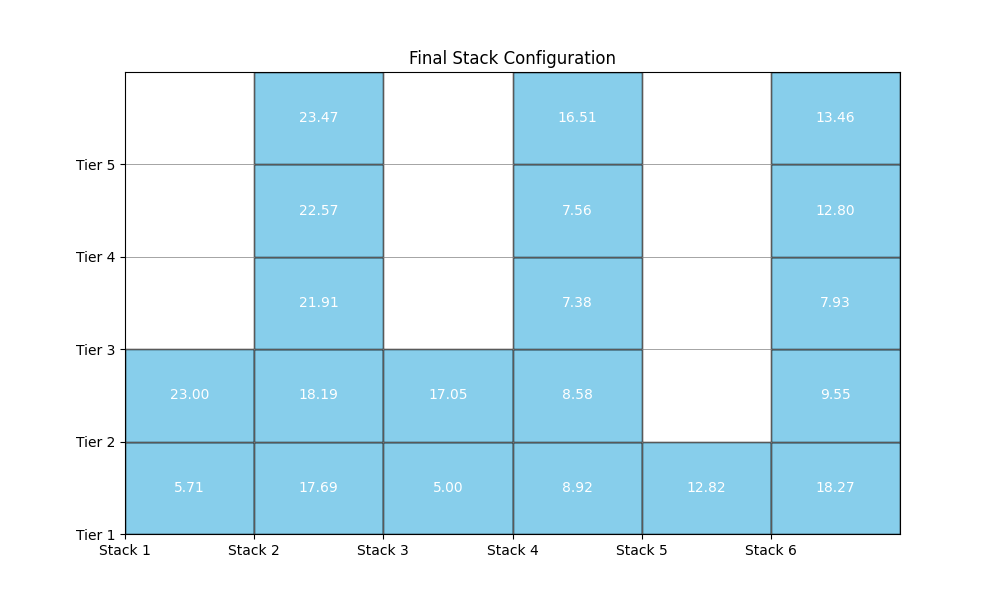 Final Stack Configuration
23.47 16.51 13.46
Tier 5
22.57 7.56 12.80
Tier 4
21.91 7.38 7.93
Tier 3
23.00 18.19 17.05 8.58 9.55
Tier 2
5.71 17.69 5.00 8.92 12.82 18.27
Tier 1
Stack 1 Stack 2 Stack 3 Stack 4 Stack 5 Stack 6